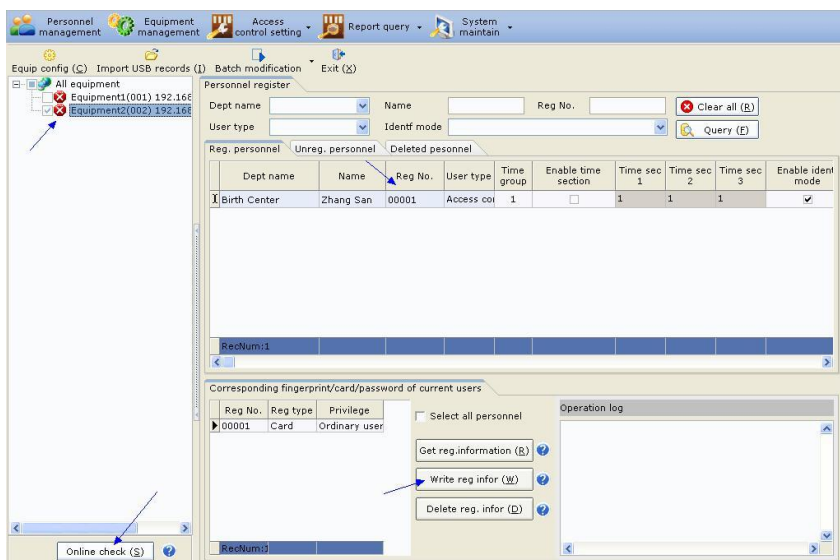 Personnel management
Equipment management
Access control setting
Report query
System maintain
Equip config (C) Import USB records (I) Batch modification Exit (X)
All equipment
Equipment1(001) 192.168
Equipment2(002) 192.168
Online check (S)
Personnel register
Dept name Name Reg No. Clear all (R)
User type Identf mode Query (F)
Reg. personnel Unreg. personnel Deleted pesonnel
Dept name Name Reg No. User type Time group Enable time section Time sec 1 Time sec 2 Time sec 3 Enable ident mode
Birth Center Zhang San 00001 Access co 1 1 1 1
RecNum:1
Corresponding fingerprint/card/password of current users
Reg No. Reg type Privilege
00001 Card Ordinary user
RecNum:1
Select all personnel
Get reg.information (R)
Write reg infor (W)
Delete reg. infor (D)
Operation log